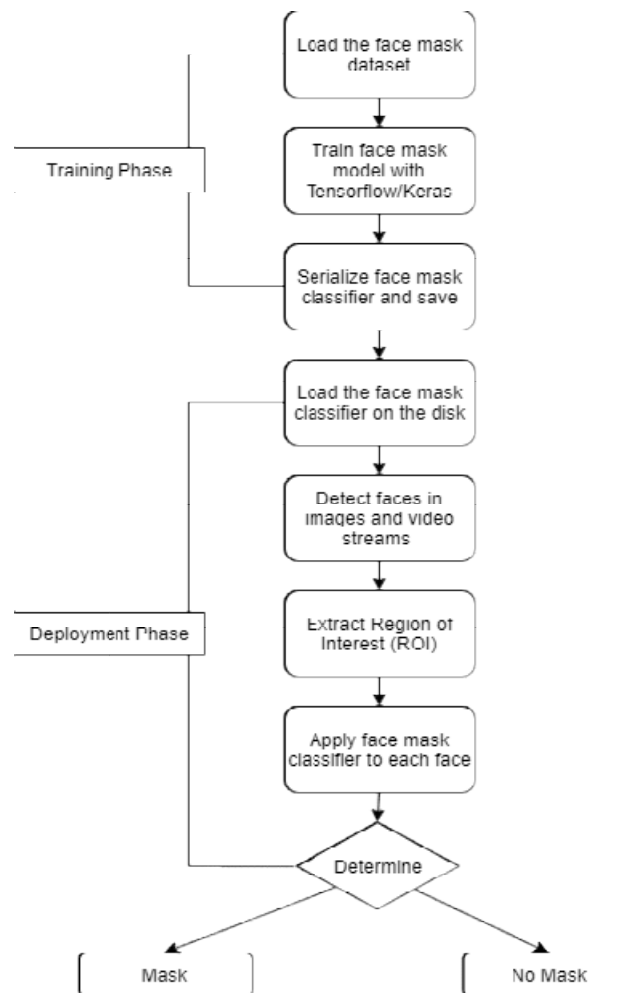 Load the face mask
dataset
Train face mask
model with
Tensorflow/Keras
Training Phase
Serialize face mask
classifier and save
Load the face mask
classifier on the disk
Detect faces in
images and video
streams
Extract Region of
Interest (ROI)
Deployment Phase
Apply face mask
classifier to each face
Determine
Mask
No Mask